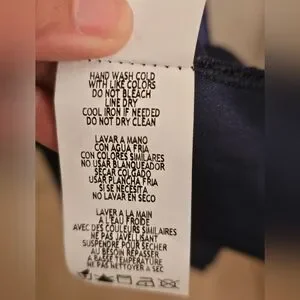 HAND WASH COLD
WITH LIKE COLORS
DO NOT BLEACH
LINE DRY
COOL IRON IF NEEDED
DO NOT DRY CLEAN
LAVAR A MANO
CON AGUA FRIA
CON COLORES SIMILARES
NO USAR BLANQUEADOR
SECAR COLGADO
USAR PLANCHA FRIA
SI SE NECESITA
NO LAVAR EN SECO
LAVER A LA MAIN
A L'EAU FROIDE
AVEC DES COULEURS SIMILAIRES
NE PAS JAVELLISANT
SUSPENDRE POUR SÉCHER
AU BESOIN REPASSER
A BASSE TEMPERATURE
NE PAS NETTOYER A SEC